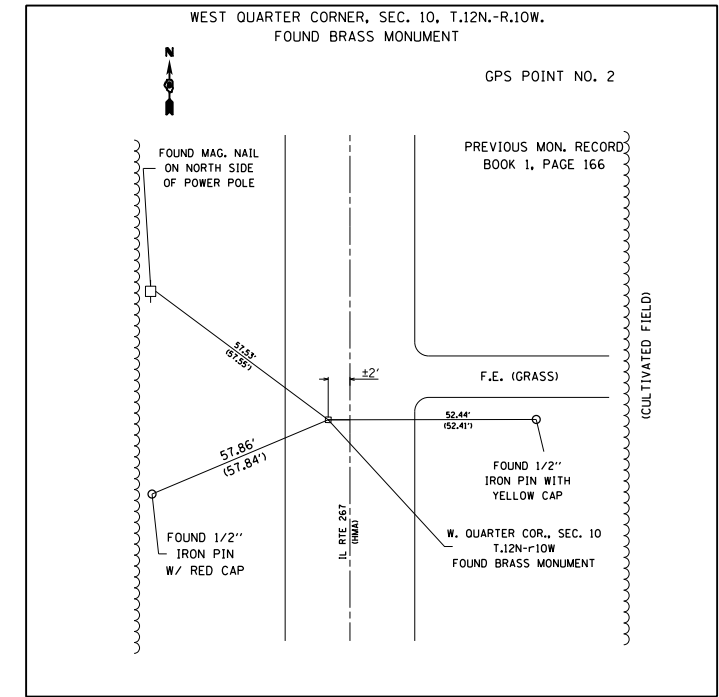 WEST QUARTER CORNER, SEC. 10, T.12N.-R.10W.
FOUND BRASS MONUMENT
N
GPS POINT NO. 2
PREVIOUS MON. RECORD
BOOK 1, PAGE 166
FOUND MAG. NAIL
ON NORTH SIDE
OF POWER POLE
57.53'
(57.55')
±2'
F.E. (GRASS)
(CULTIVATED FIELD)
52.44'
(52.41')
57.86'
(57.84')
FOUND 1/2''
IRON PIN WITH
YELLOW CAP
IL RTE 267
(HMA)
FOUND 1/2''
IRON PIN
W/ RED CAP
W. QUARTER COR., SEC. 10
T.12N-r10W
FOUND BRASS MONUMENT